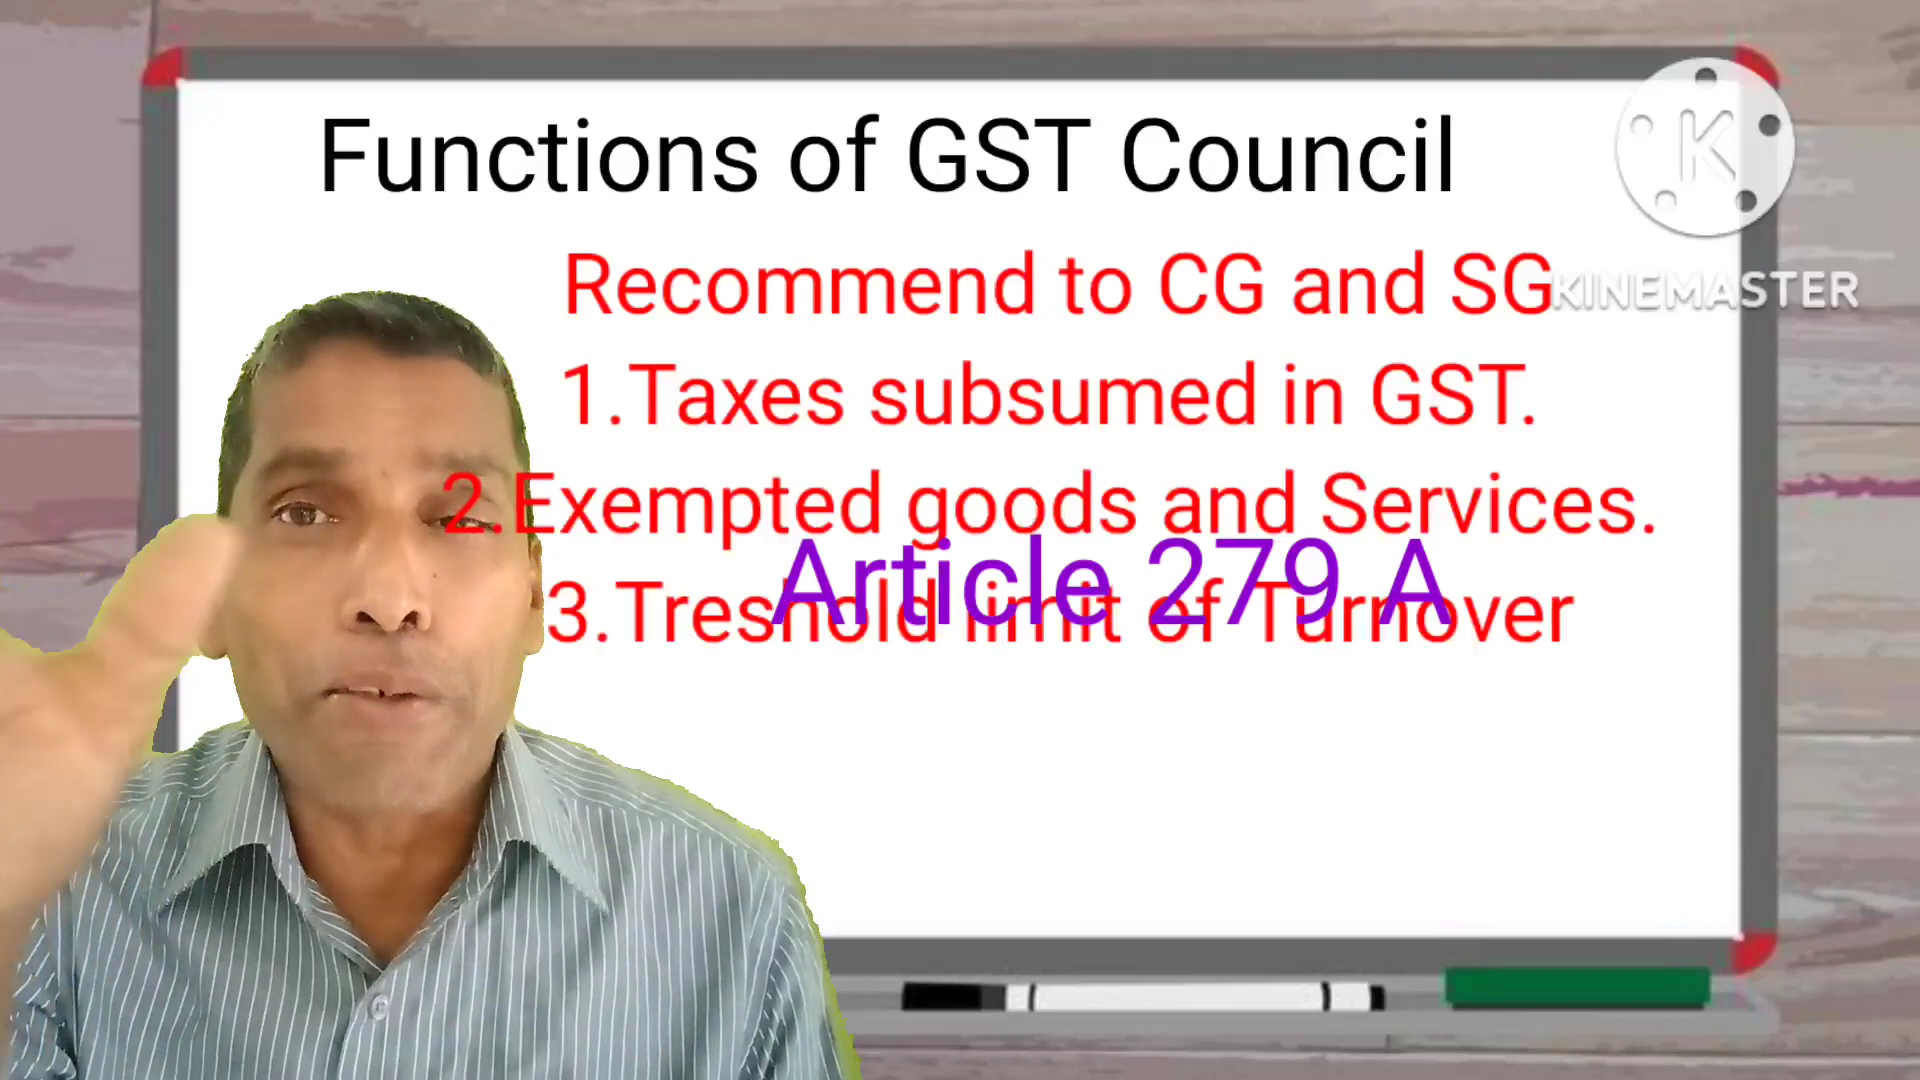 Functions of GST Council
K
KINEMASTER
Recommend to CG and SG
1.Taxes subsumed in GST.
2.Exempted goods and Services.
Article 279 A
3.Treshold limit of Turnover